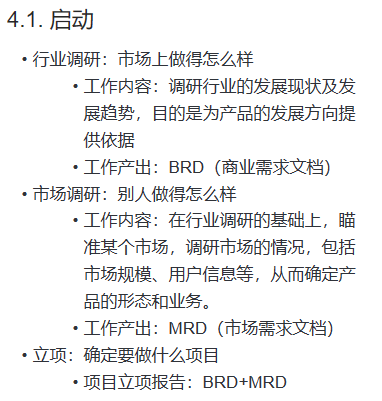 4.1. 启动
• 行业调研：市场上做得怎么样
• 工作内容：调研行业的发展现状及发
展趋势，目的是为产品的发展方向提
供依据
• 工作产出：BRD（商业需求文档）
• 市场调研：别人做得怎么样
• 工作内容：在行业调研的基础上，瞄
准某个市场，调研市场的情况，包括
市场规模、用户信息等，从而确定产
品的形态和业务。
• 工作产出：MRD（市场需求文档）
• 立项：确定要做什么项目
• 项目立项报告：BRD+MRD